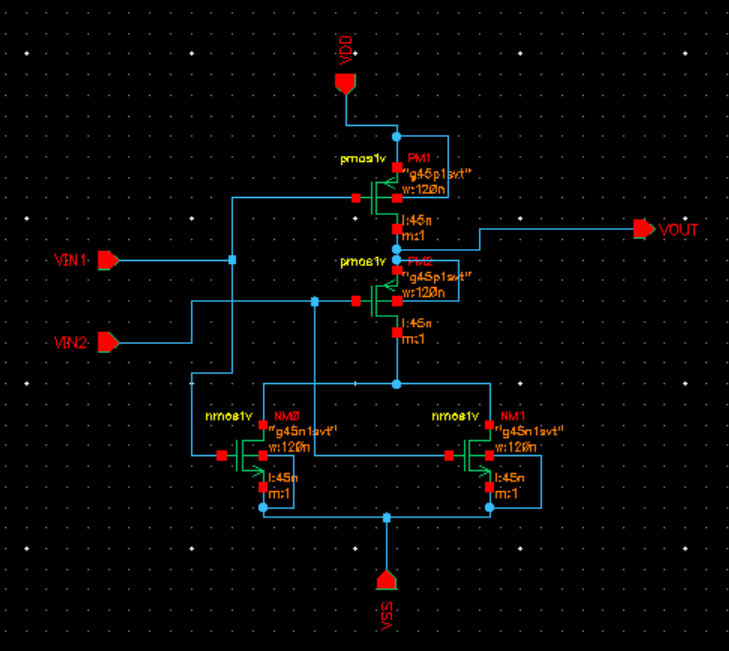 VDD
pmos1v PM1
"g45p1svt"
w:120n
l:45n
m:1
VOUT
VIN1
pmos1v PM2
"g45p1svt"
w:120n
l:45n
m:1
VIN2
nmos1v NM0
"g45n1svt"
w:120n
l:45n
m:1
nmos1v NM1
"g45n1svt"
w:120n
l:45n
m:1
VSS